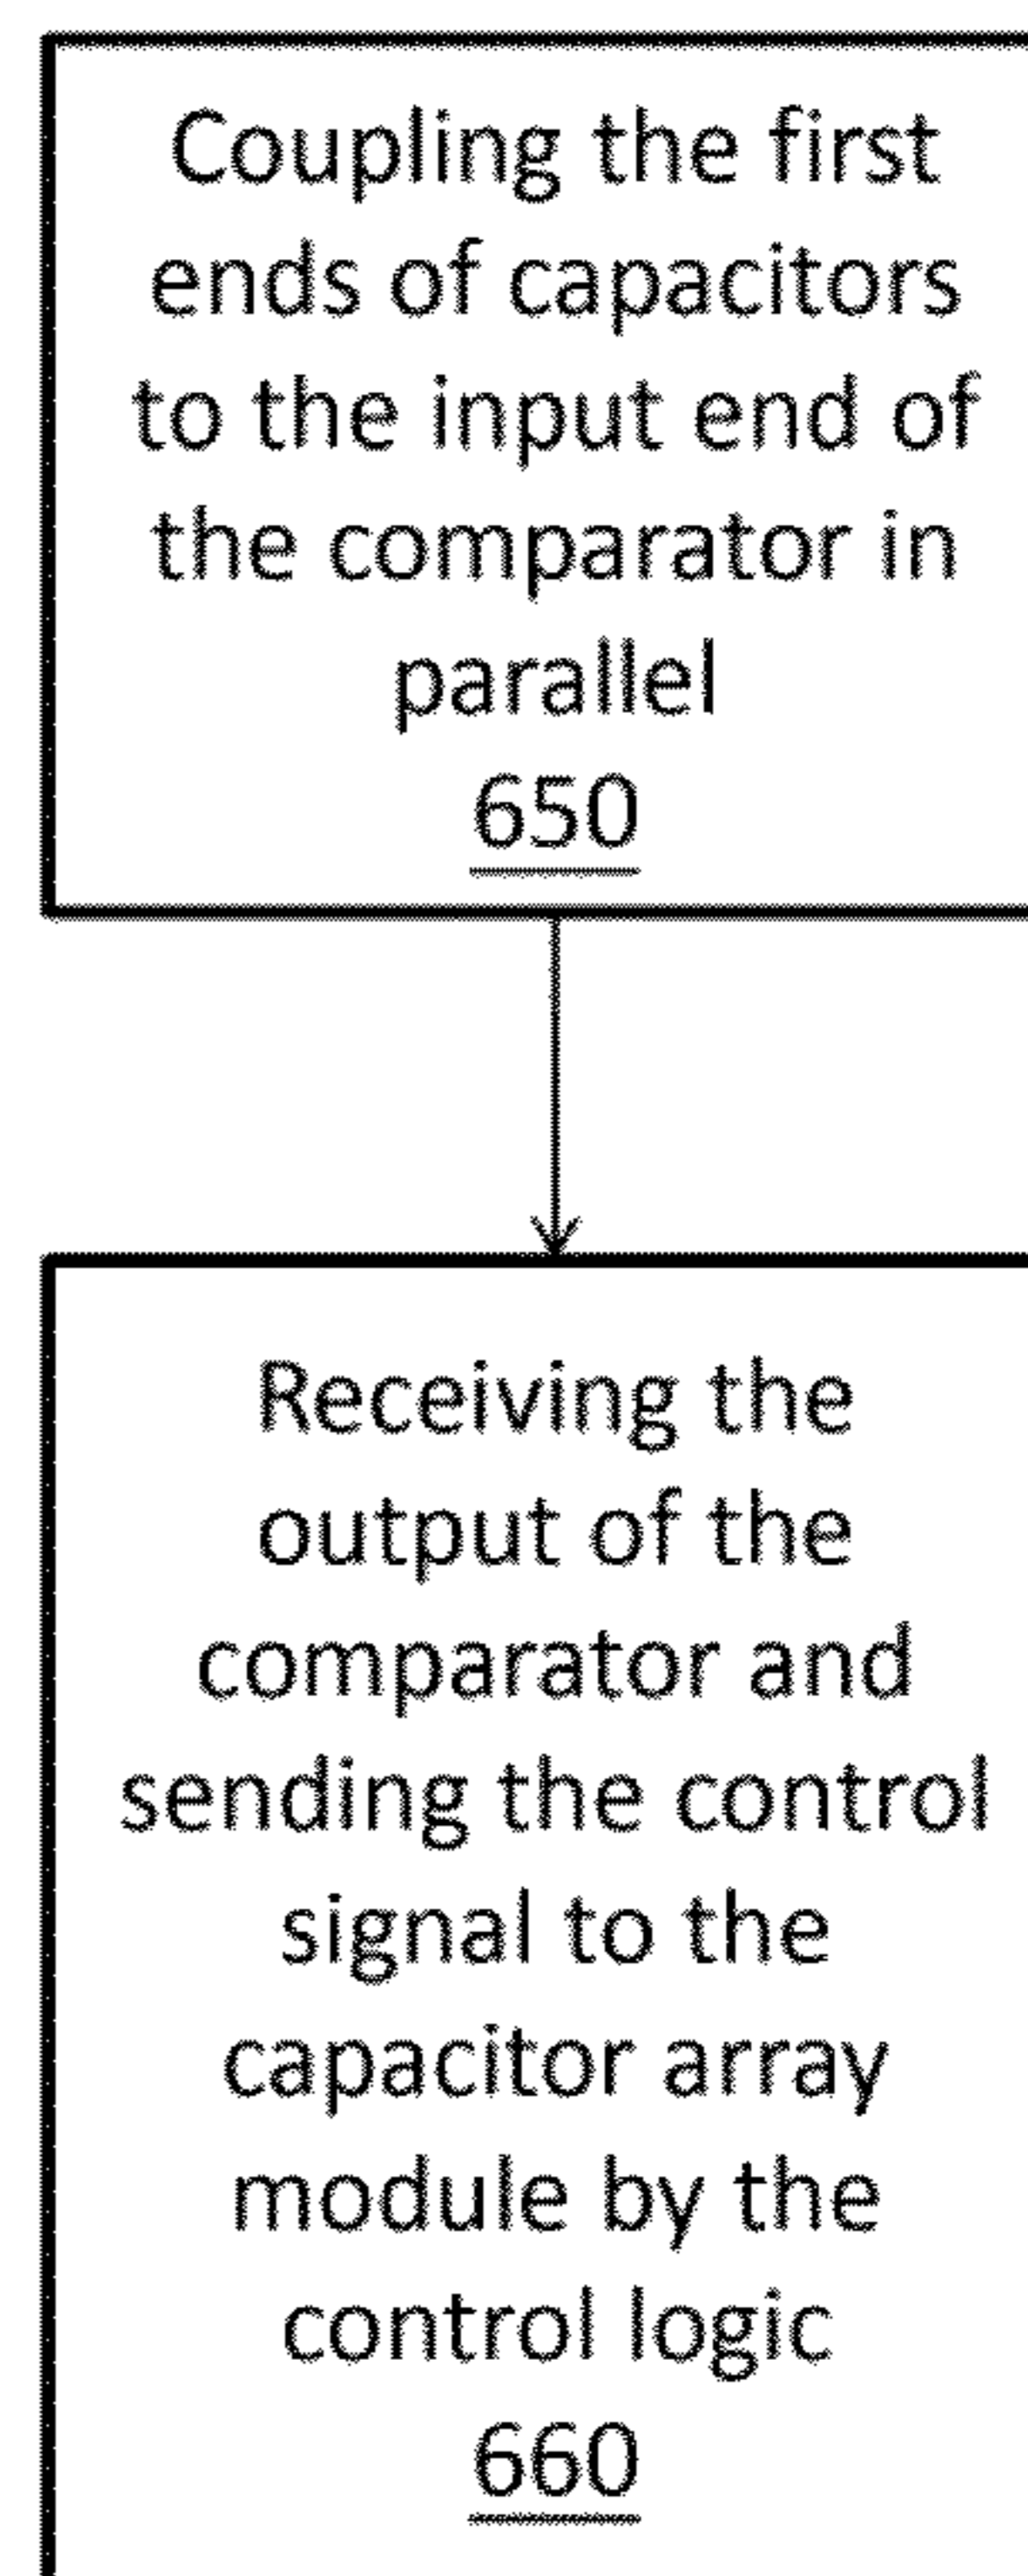 Coupling the first
ends of capacitors
to the input end of
the comparator in
parallel
650
Receiving the
output of the
comparator and
sending the control
signal to the
capacitor array
module by the
control logic
660